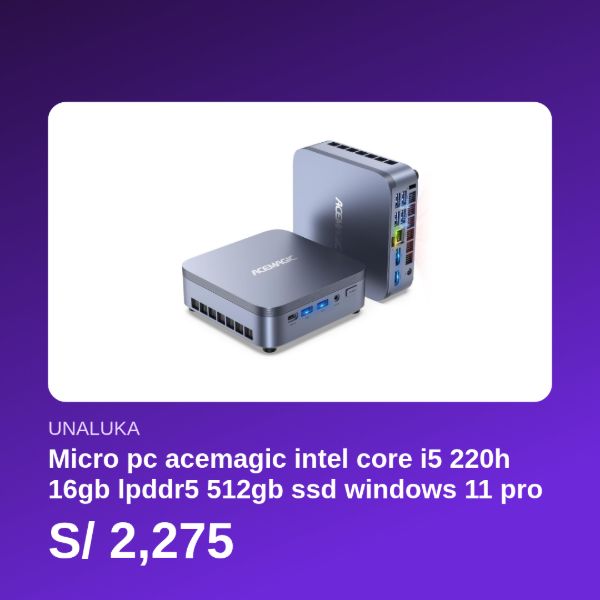 ACEMAGIC
ACEMAGIC
UNALUKA
Micro pc acemagic intel core i5 220h
16gb lpddr5 512gb ssd windows 11 pro
S/ 2,275